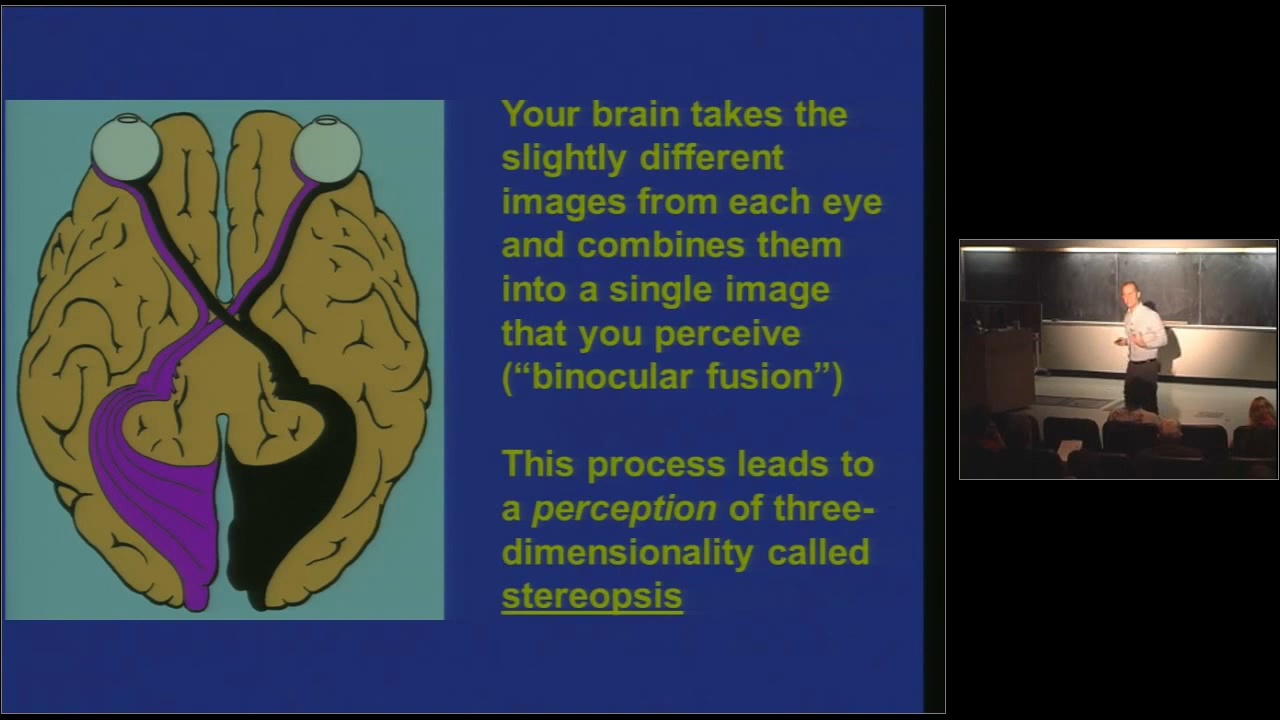 Your brain takes the
slightly different
images from each eye
and combines them
into a single image
that you perceive
(“binocular fusion”)
This process leads to
a perception of three-
dimensionality called
stereopsis